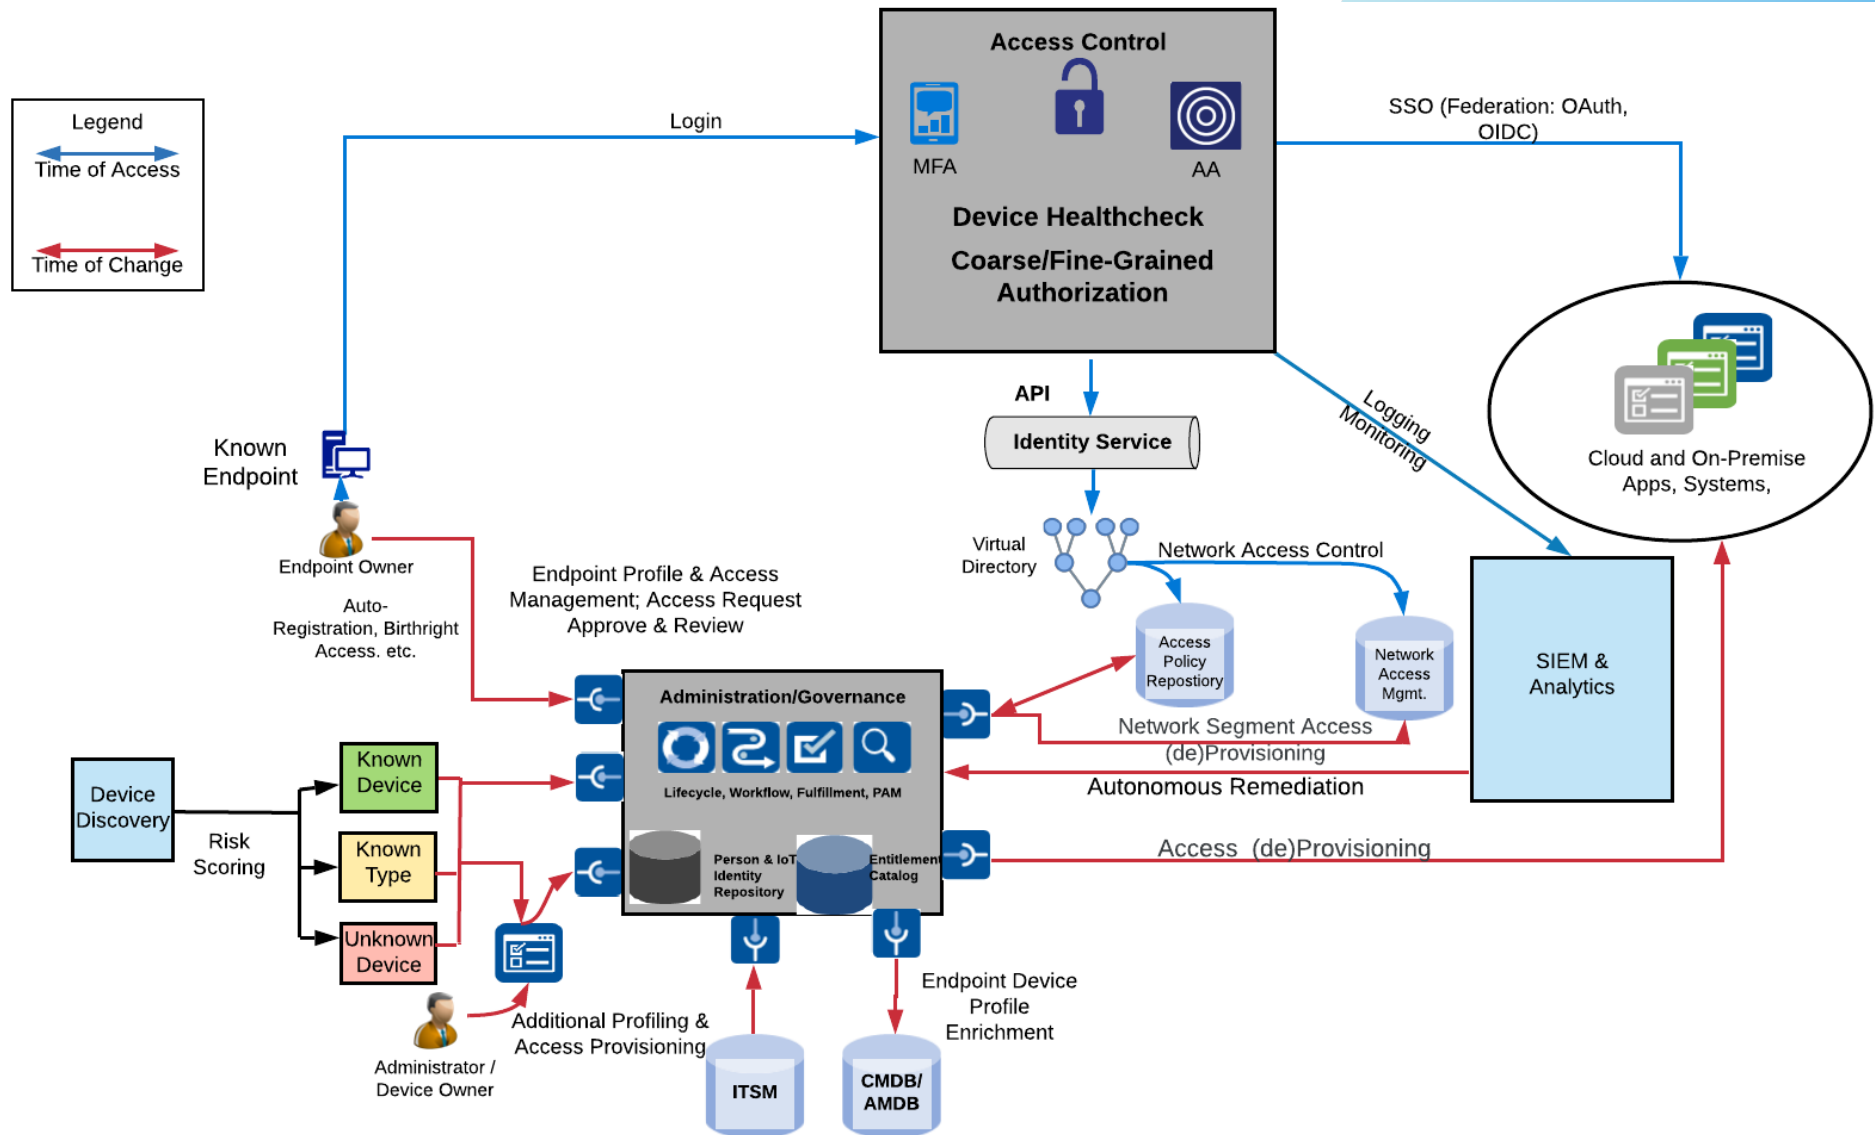 Access Control
MFA
AA
Device Healthcheck
Coarse/Fine-Grained
Authorization
Legend
Time of Access
Time of Change
Login
SSO (Federation: OAuth,
OIDC)
API
Identity Service
Logging
Monitoring
Cloud and On-Premise
Apps, Systems,
Known
Endpoint
Endpoint Owner
Auto-
Registration, Birthright
Access. etc.
Endpoint Profile & Access
Management; Access Request
Approve & Review
Virtual
Directory
Network Access Control
Access
Policy
Repostiory
Network
Access
Mgmt.
SIEM &
Analytics
Administration/Governance
Lifecycle, Workflow, Fulfillment, PAM
Person & IoT
Identity
Repository
Entitlement
Catalog
Network Segment Access
(de)Provisioning
Autonomous Remediation
Access (de)Provisioning
Device
Discovery
Risk
Scoring
Known
Device
Known
Type
Unknown
Device
Administrator /
Device Owner
Additional Profiling &
Access Provisioning
ITSM
CMDB/
AMDB
Endpoint Device
Profile
Enrichment